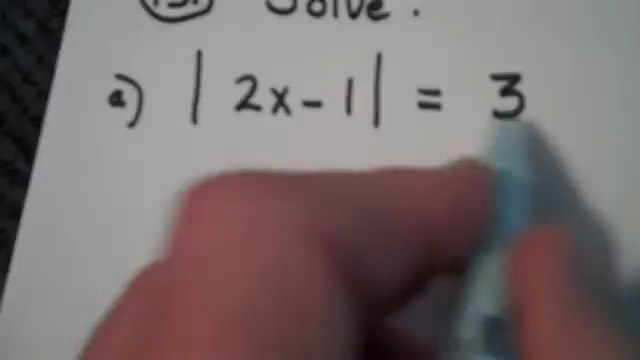 Solve.
a) | 2x - 1 | = 3